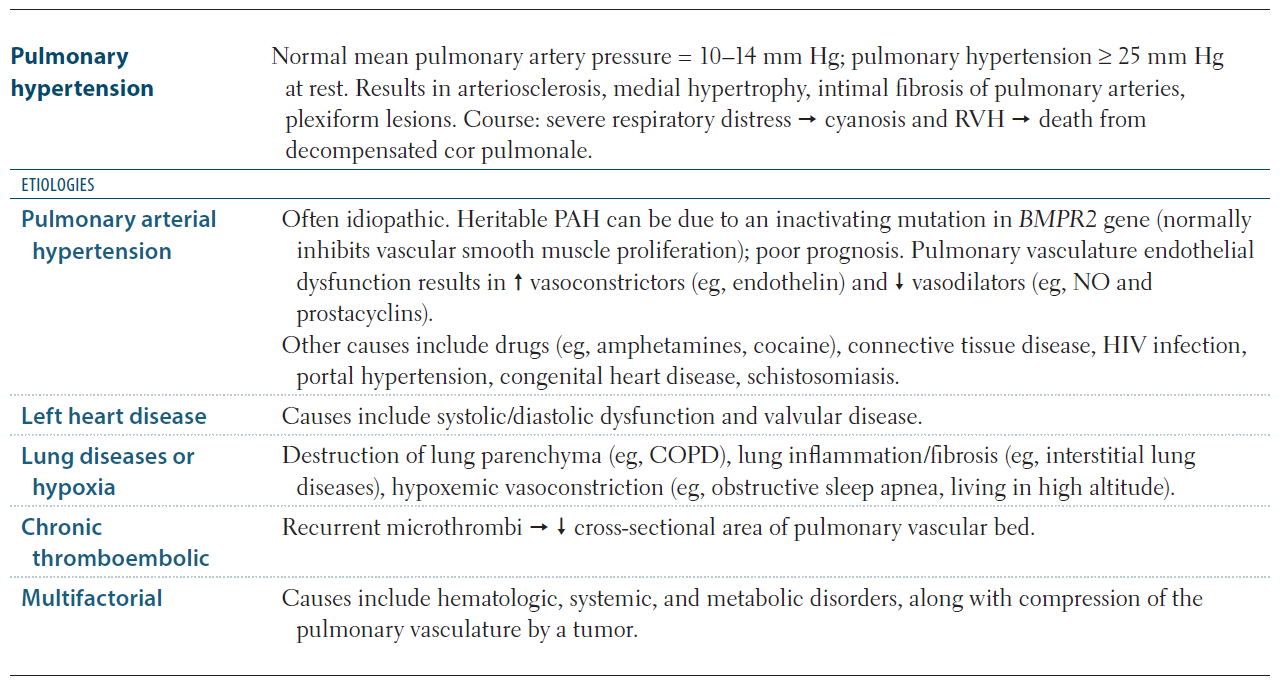 Pulmonary
hypertension
Normal mean pulmonary artery pressure = 10–14 mm Hg; pulmonary hypertension ≥ 25 mm Hg
at rest. Results in arteriosclerosis, medial hypertrophy, intimal fibrosis of pulmonary arteries,
plexiform lesions. Course: severe respiratory distress → cyanosis and RVH → death from
decompensated cor pulmonale.
ETIOLOGIES
Pulmonary arterial
hypertension
Often idiopathic. Heritable PAH can be due to an inactivating mutation in BMPR2 gene (normally
inhibits vascular smooth muscle proliferation); poor prognosis. Pulmonary vasculature endothelial
dysfunction results in ↑ vasoconstrictors (eg, endothelin) and ↓ vasodilators (eg, NO and
prostacyclins).
Other causes include drugs (eg, amphetamines, cocaine), connective tissue disease, HIV infection,
portal hypertension, congenital heart disease, schistosomiasis.
Left heart disease
Causes include systolic/diastolic dysfunction and valvular disease.
Lung diseases or
hypoxia
Destruction of lung parenchyma (eg, COPD), lung inflammation/fibrosis (eg, interstitial lung
diseases), hypoxemic vasoconstriction (eg, obstructive sleep apnea, living in high altitude).
Chronic
thromboembolic
Recurrent microthrombi → ↓ cross-sectional area of pulmonary vascular bed.
Multifactorial
Causes include hematologic, systemic, and metabolic disorders, along with compression of the
pulmonary vasculature by a tumor.